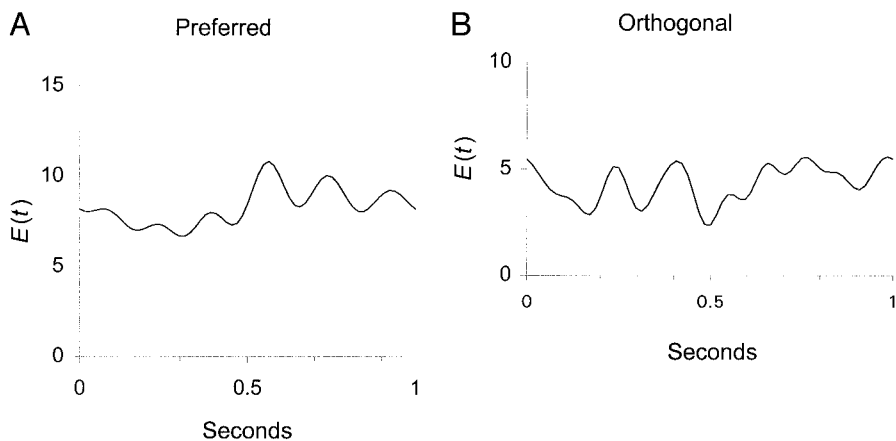 A
Preferred
15
10
5
0
E(t)
0 0.5 1
Seconds
B
Orthogonal
10
5
0
E(t)
0 0.5 1
Seconds